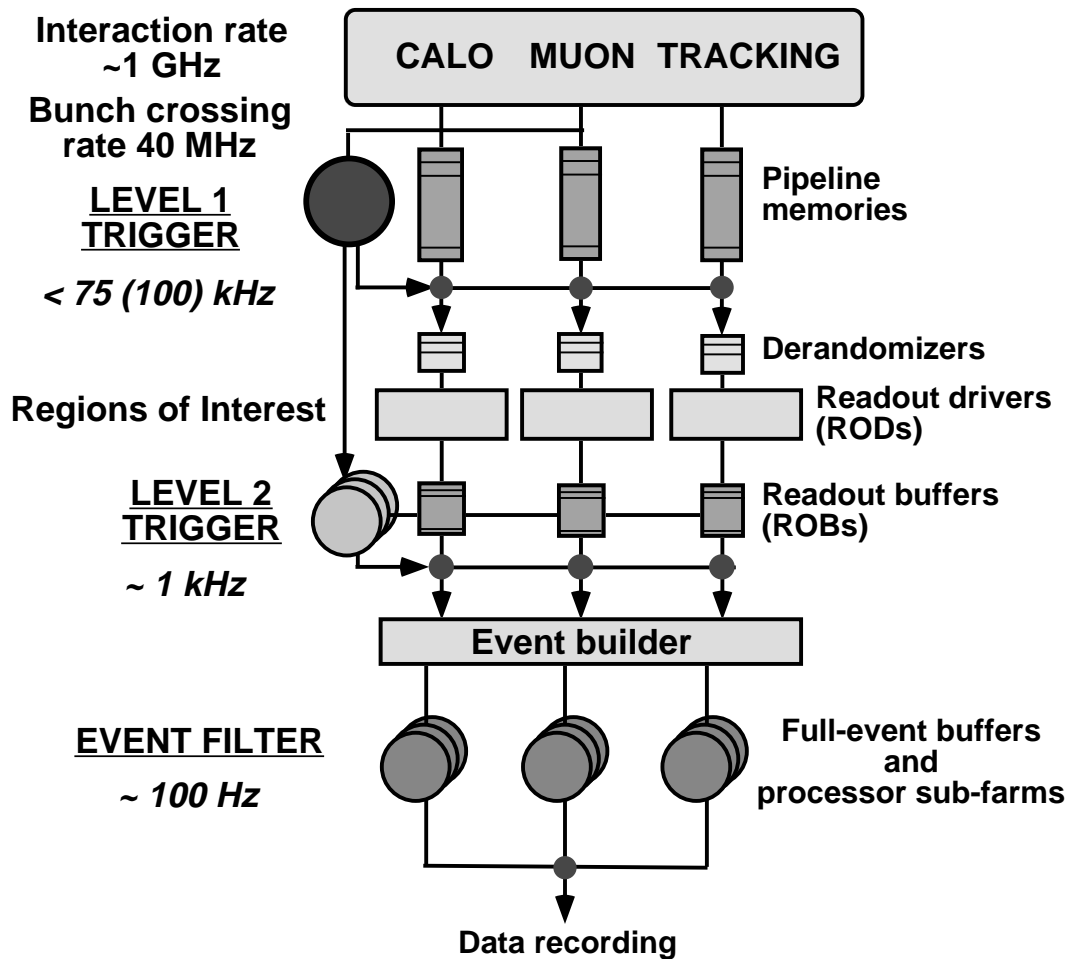 Interaction rate
~1 GHz
CALO MUON TRACKING
Bunch crossing
rate 40 MHz
LEVEL 1
TRIGGER
Pipeline
memories
< 75 (100) kHz
Derandomizers
Regions of Interest
Readout drivers
(RODs)
LEVEL 2
TRIGGER
Readout buffers
(ROBs)
~ 1 kHz
Event builder
EVENT FILTER
~ 100 Hz
Full-event buffers
and
processor sub-farms
Data recording